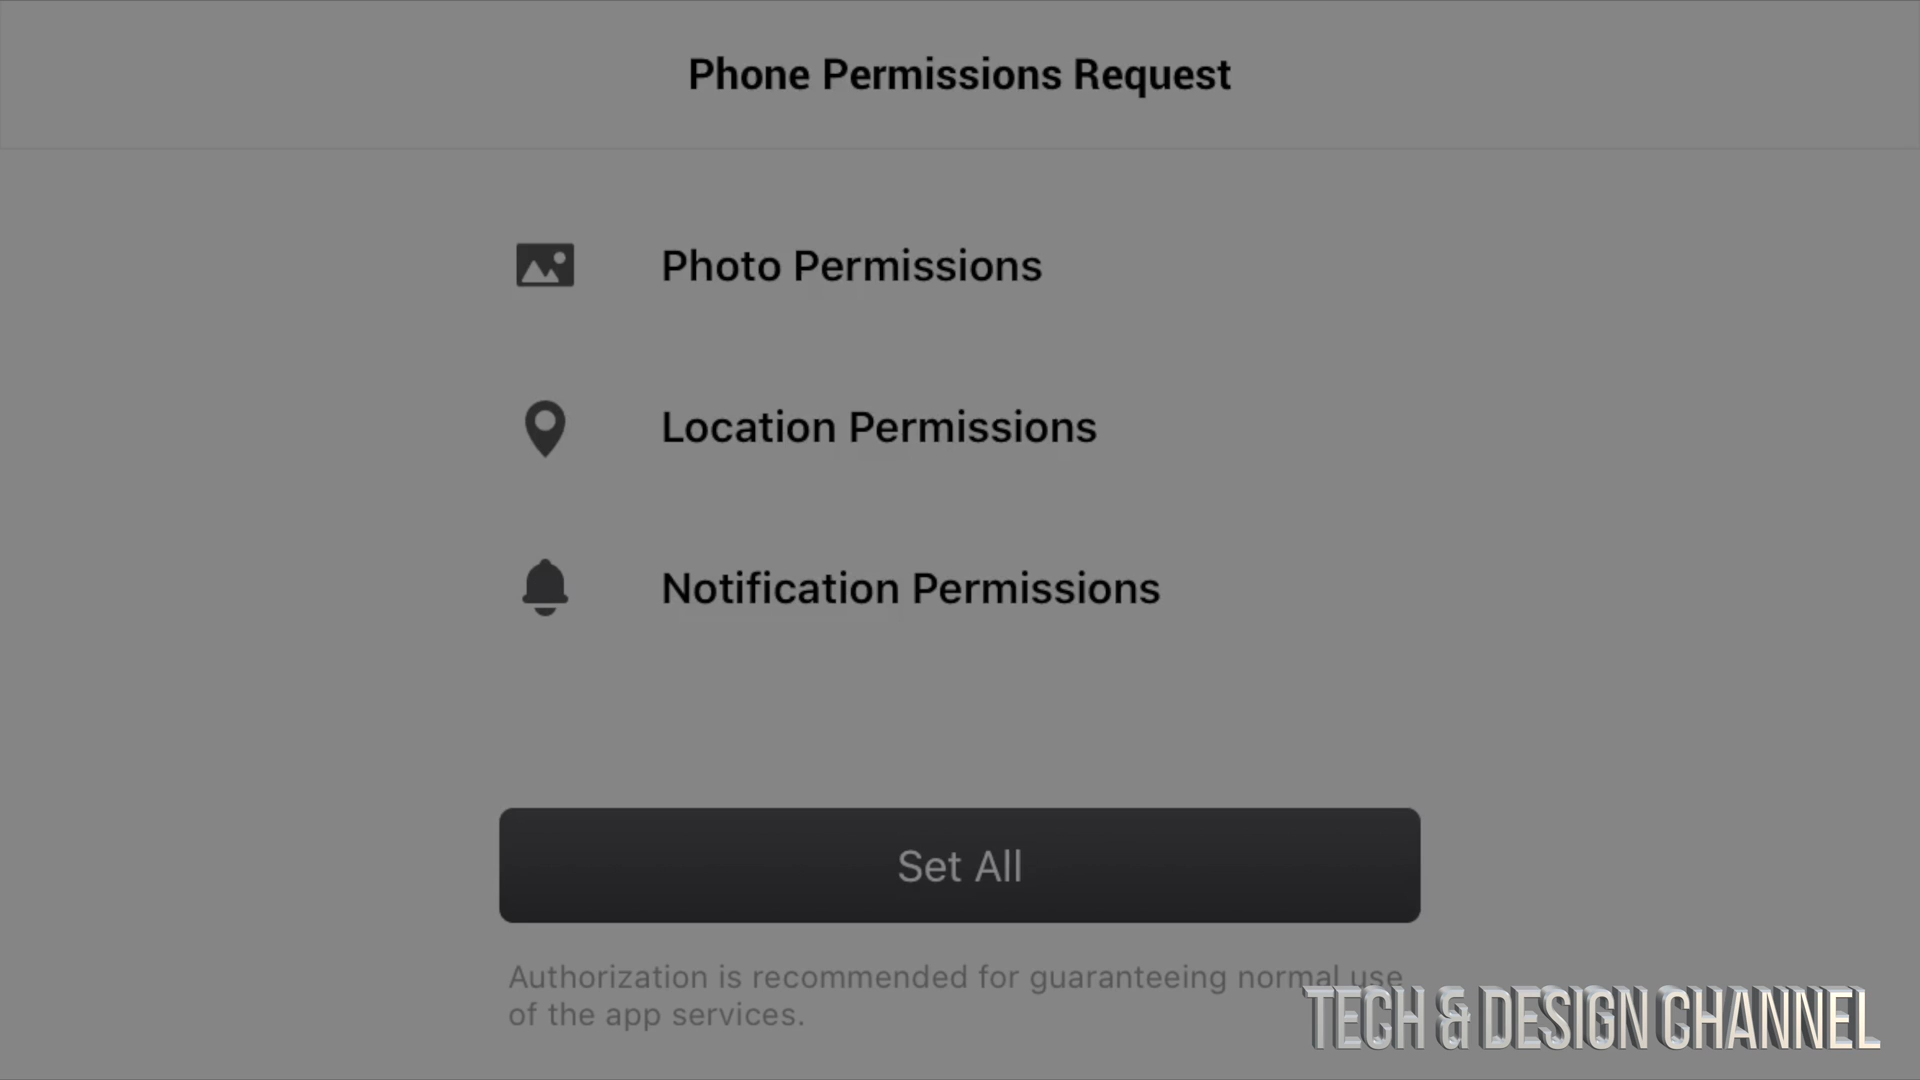 Phone Permissions Request
Photo Permissions
Location Permissions
Notification Permissions
Set All
Authorization is recommended for guaranteeing normal use
of the app services.
TECH & DESIGN CHANNEL